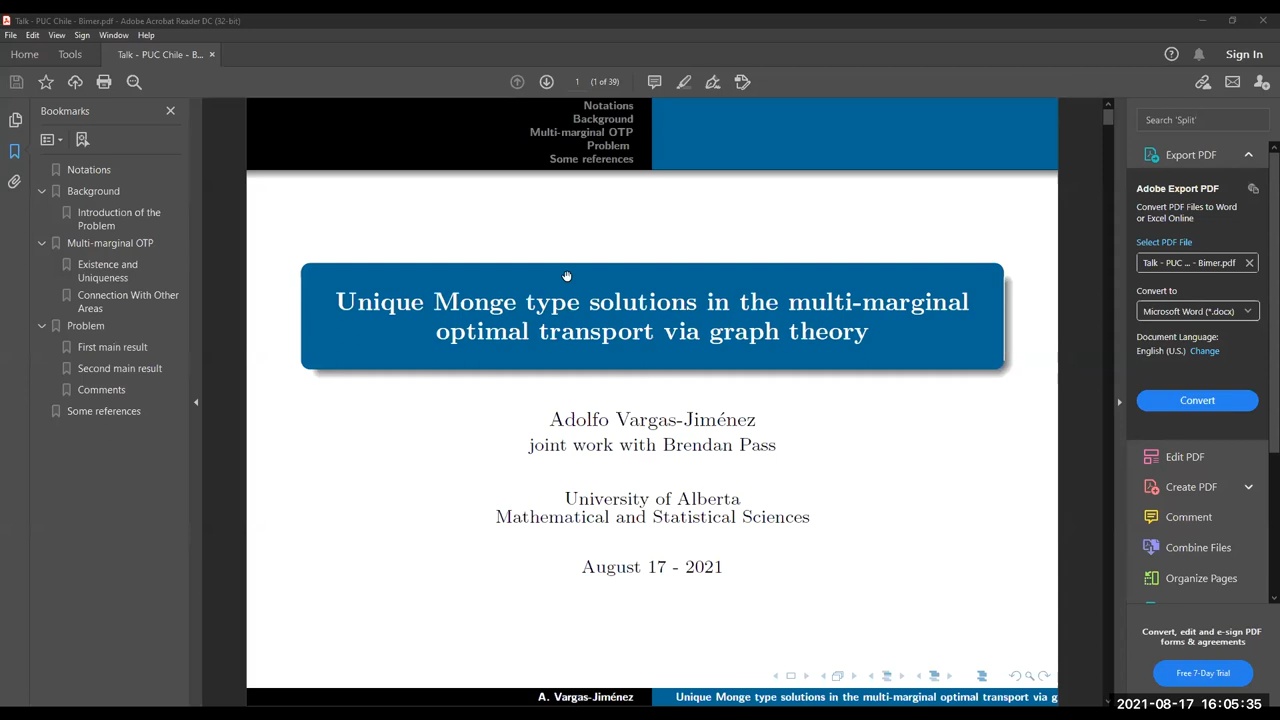 Talk - PUC Chile - Bimer.pdf - Adobe Acrobat Reader DC (32-bit)
File Edit View Sign Window Help
Home Tools Talk - PUC Chile - B... Sign In
1 (1 of 39)
Bookmarks
Notations
Background
Introduction of the
Problem
Multi-marginal OTP
Existence and
Uniqueness
Connection With Other
Areas
Problem
First main result
Second main result
Comments
Some references
Notations
Background
Multi-marginal OTP
Problem
Some references
Unique Monge type solutions in the multi-marginal
optimal transport via graph theory
Adolfo Vargas-Jiménez
joint work with Brendan Pass
University of Alberta
Mathematical and Statistical Sciences
August 17 - 2021
A. Vargas-Jiménez Unique Monge type solutions in the multi-marginal optimal transport via g
Search 'Split'
Export PDF
Adobe Export PDF
Convert PDF Files to Word
or Excel Online
Select PDF File
Talk - PUC ... - Bimer.pdf
Convert to
Microsoft Word (*.docx)
Document Language:
English (U.S.) Change
Convert
Edit PDF
Create PDF
Comment
Combine Files
Organize Pages
Convert, edit and e-sign PDF
forms & agreements
Free 7-Day Trial
2021-08-17 16:05:35